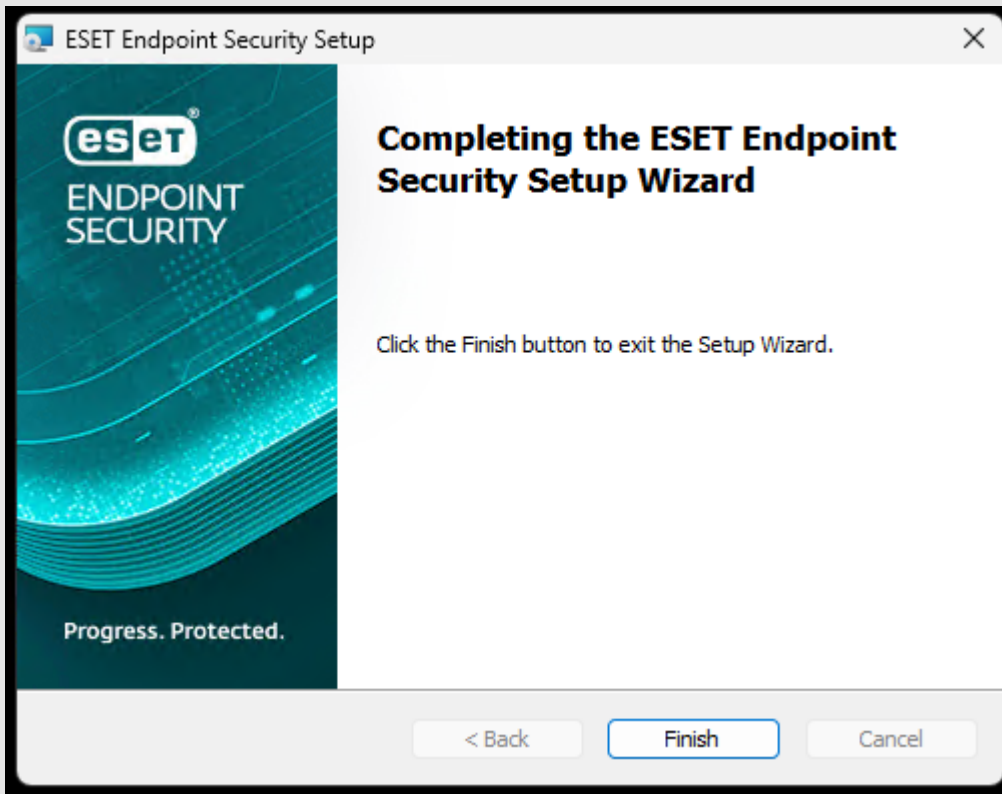 ESET Endpoint Security Setup
eseT®
ENDPOINT
SECURITY
Completing the ESET Endpoint
Security Setup Wizard
Click the Finish button to exit the Setup Wizard.
Progress. Protected.
< Back
Finish
Cancel